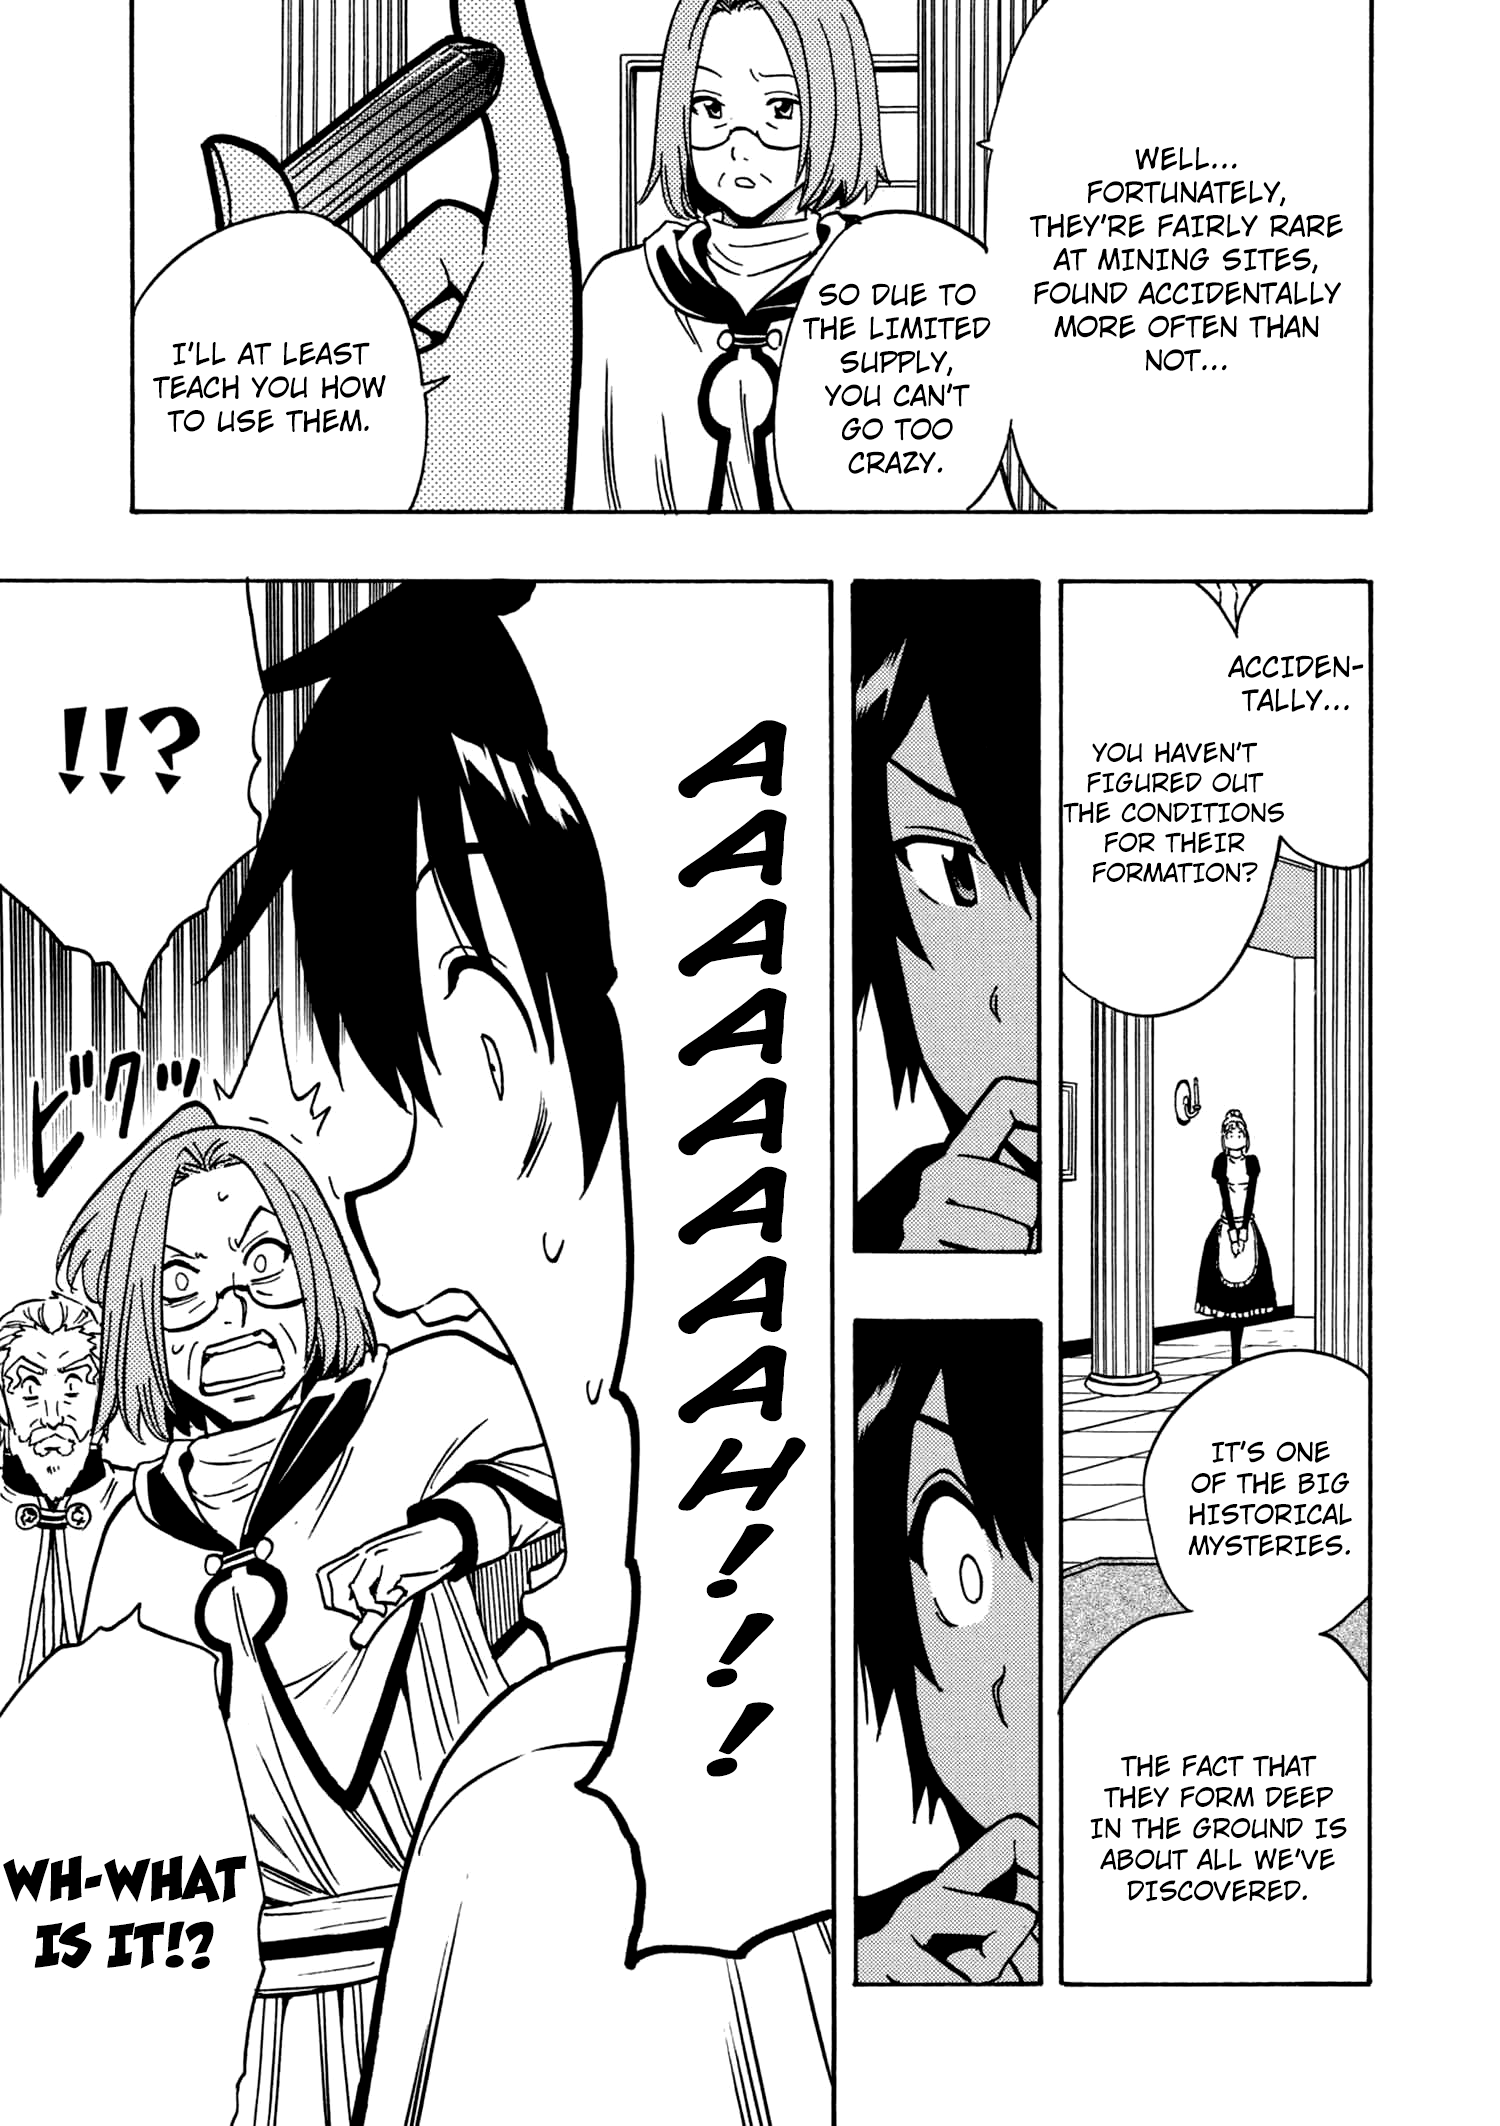 WELL...
FORTUNATELY,
THEY'RE FAIRLY RARE
AT MINING SITES,
FOUND ACCIDENTALLY
MORE OFTEN THAN
NOT...
SO DUE TO
THE LIMITED
SUPPLY,
YOU CAN'T
GO TOO
CRAZY.
I'LL AT LEAST
TEACH YOU HOW
TO USE THEM.
ACCIDEN-
TALLY...
YOU HAVEN'T
FIGURED OUT
THE CONDITIONS
FOR THEIR
FORMATION?
IT'S ONE
OF THE BIG
HISTORICAL
MYSTERIES.
THE FACT THAT
THEY FORM DEEP
IN THE GROUND IS
ABOUT ALL WE'VE
DISCOVERED.
AAAAAAAAH!!!
!!?
ビクッ
WH-WHAT
IS IT!?